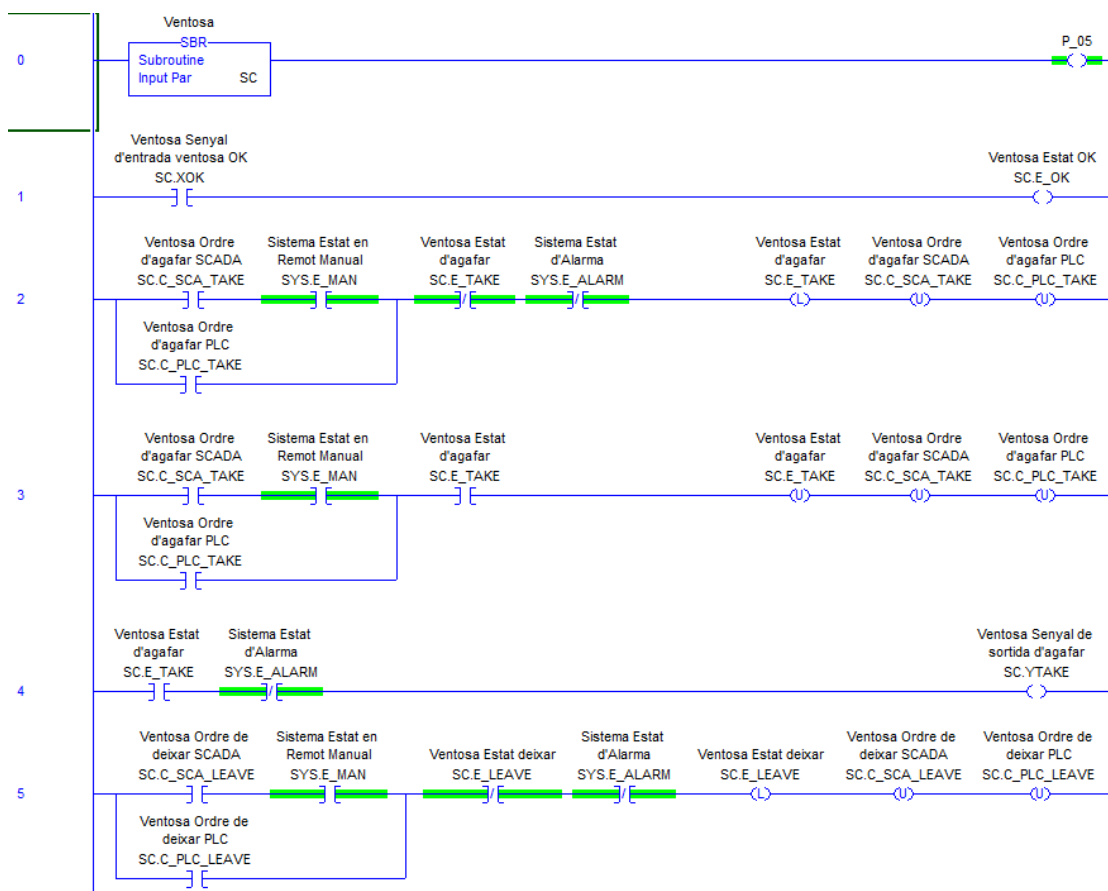 Ventosa
SBR
Subroutine
Input Par SC
P_05
0
Ventosa Senyal
d'entrada ventosa OK
SC.XOK
Ventosa Estat OK
SC.E_OK
1
Ventosa Ordre
d'agafar SCADA
SC.C_SCA_TAKE
Sistema Estat en
Remot Manual
SYS.E_MAN
Ventosa Estat
d'agafar
SC.E_TAKE
Sistema Estat
d'Alarma
SYS.E_ALARM
Ventosa Estat
d'agafar
SC.E_TAKE
Ventosa Ordre
d'agafar SCADA
SC.C_SCA_TAKE
Ventosa Ordre
d'agafar PLC
SC.C_PLC_TAKE
2
L
U
U
Ventosa Ordre
d'agafar PLC
SC.C_PLC_TAKE
Ventosa Ordre
d'agafar SCADA
SC.C_SCA_TAKE
Sistema Estat en
Remot Manual
SYS.E_MAN
Ventosa Estat
d'agafar
SC.E_TAKE
Ventosa Estat
d'agafar
SC.E_TAKE
Ventosa Ordre
d'agafar SCADA
SC.C_SCA_TAKE
Ventosa Ordre
d'agafar PLC
SC.C_PLC_TAKE
3
U
U
U
Ventosa Ordre
d'agafar PLC
SC.C_PLC_TAKE
Ventosa Estat
d'agafar
SC.E_TAKE
Sistema Estat
d'Alarma
SYS.E_ALARM
Ventosa Senyal de
sortida d'agafar
SC.YTAKE
4
Ventosa Ordre de
deixar SCADA
SC.C_SCA_LEAVE
Sistema Estat en
Remot Manual
SYS.E_MAN
Ventosa Estat deixar
SC.E_LEAVE
Sistema Estat
d'Alarma
SYS.E_ALARM
Ventosa Estat deixar
SC.E_LEAVE
Ventosa Ordre de
deixar SCADA
SC.C_SCA_LEAVE
Ventosa Ordre de
deixar PLC
SC.C_PLC_LEAVE
5
L
U
U
Ventosa Ordre de
deixar PLC
SC.C_PLC_LEAVE